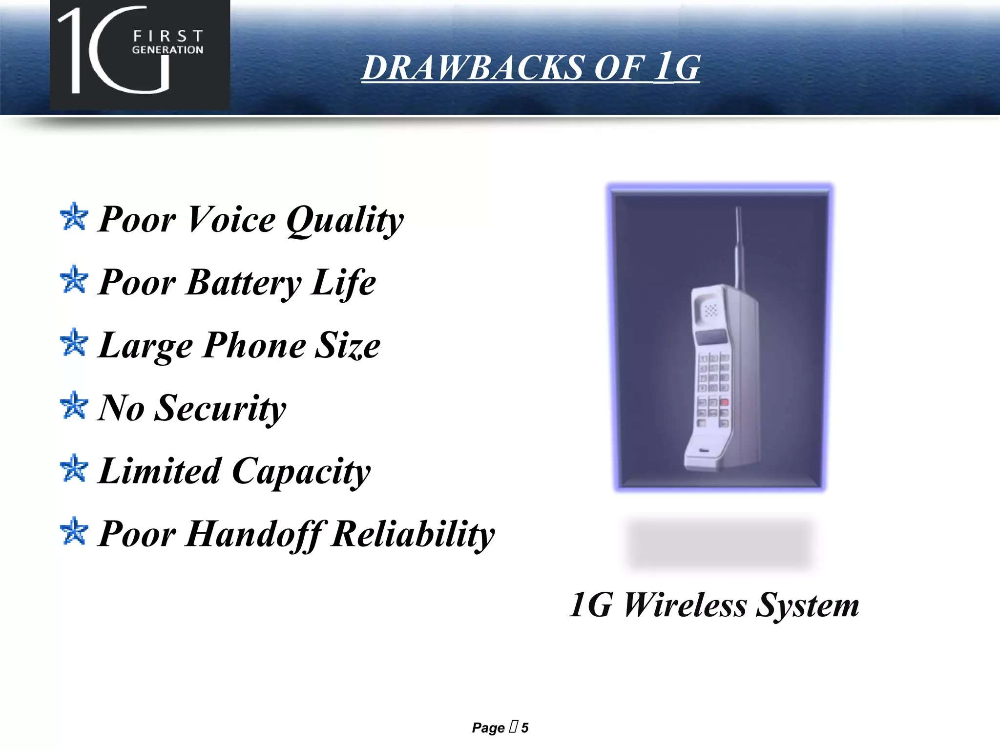 1G
FIRST
GENERATION
DRAWBACKS OF 1G
Poor Voice Quality
Poor Battery Life
Large Phone Size
No Security
Limited Capacity
Poor Handoff Reliability
1G Wireless System
Page 5